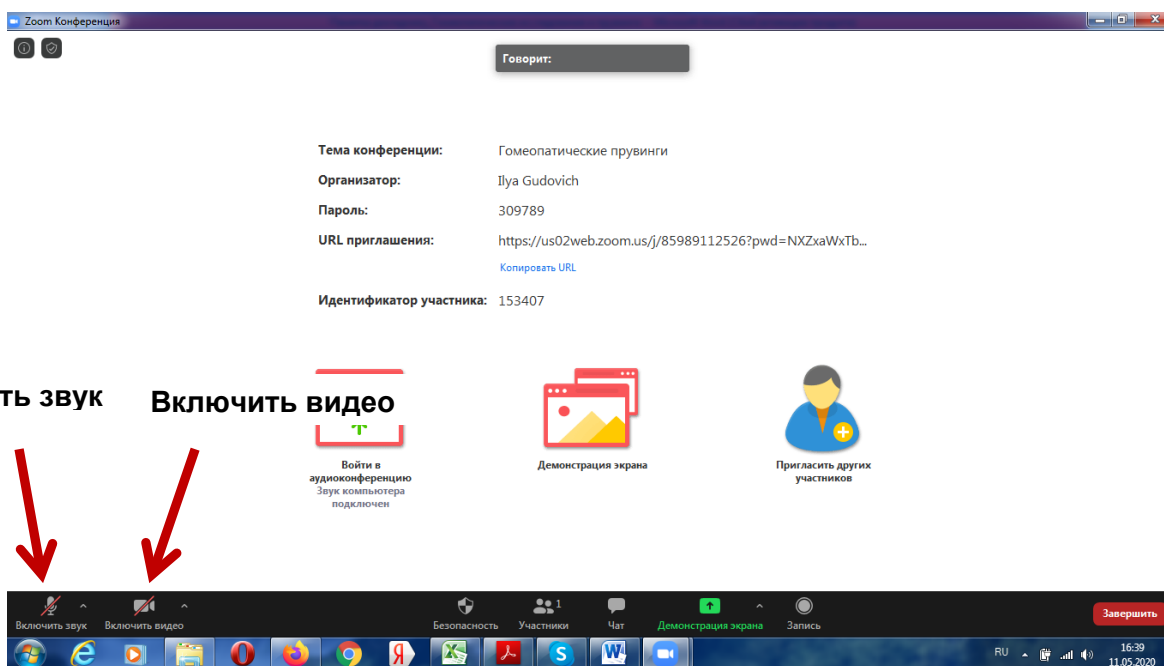 Zoom Конференция
Говорит:
Тема конференции: Гомеопатические прувинги
Организатор: Ilya Gudovich
Пароль: 309789
URL приглашения: https://us02web.zoom.us/j/85989112526?pwd=NXZxaWxTb...
Копировать URL
Идентификатор участника: 153407
ть звук Включить видео
Войти в
аудиоконференцию
Звук компьютера
подключен
Демонстрация экрана
Пригласить других
участников
Включить звук Включить видео Безопасность Участники 1 Чат Демонстрация экрана Запись Завершить
RU 16:39
11.05.2020